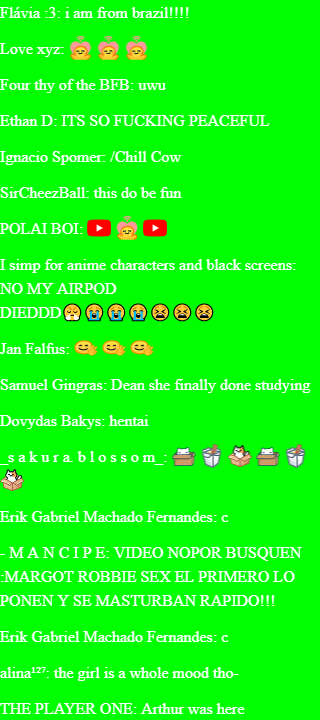 Flávia :3: i am from brazil!!!!
Love xyz:
Four thy of the BFB: uwu
Ethan D: ITS SO FUCKING PEACEFUL
Ignacio Spomer: /Chill Cow
SirCheezBall: this do be fun
POLAI BOI:
I simp for anime characters and black screens:
NO MY AIRPOD
DIEDDD😤😭😭😭😫😫😫
Jan Falfus: 
Samuel Gingras: Dean she finally done studying
Dovydas Bakys: hentai
_s a k u r a. b l o s s o m_:
Erik Gabriel Machado Fernandes: c
- M A N C I P E: VIDEO NOPOR BUSQUEN
:MARGOT ROBBIE SEX EL PRIMERO LO
PONEN Y SE MASTURBAN RAPIDO!!!
Erik Gabriel Machado Fernandes: c
alina¹²⁷: the girl is a whole mood tho-
THE PLAYER ONE: Arthur was here